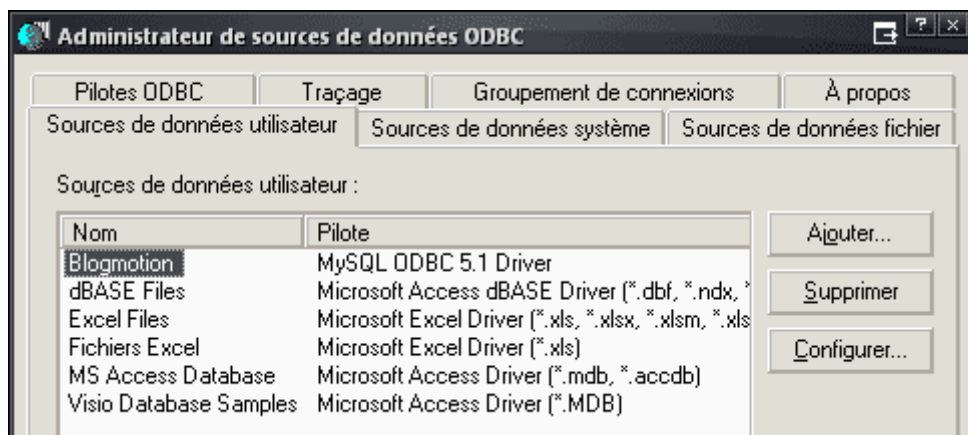 Administrateur de sources de données ODBC
Pilotes ODBC Traçage Groupement de connexions À propos
Sources de données utilisateur Sources de données système Sources de données fichier
Sources de données utilisateur :
Nom Pilote
Blogmotion MySQL ODBC 5.1 Driver
dBASE Files Microsoft Access dBASE Driver (*.dbf, *.ndx, *
Excel Files Microsoft Excel Driver (*.xls, *.xlsx, *.xlsm, *.xls
Fichiers Excel Microsoft Excel Driver (*.xls)
MS Access Database Microsoft Access Driver (*.mdb, *.accdb)
Visio Database Samples Microsoft Access Driver (*.MDB)
Ajouter...
Supprimer
Configurer...